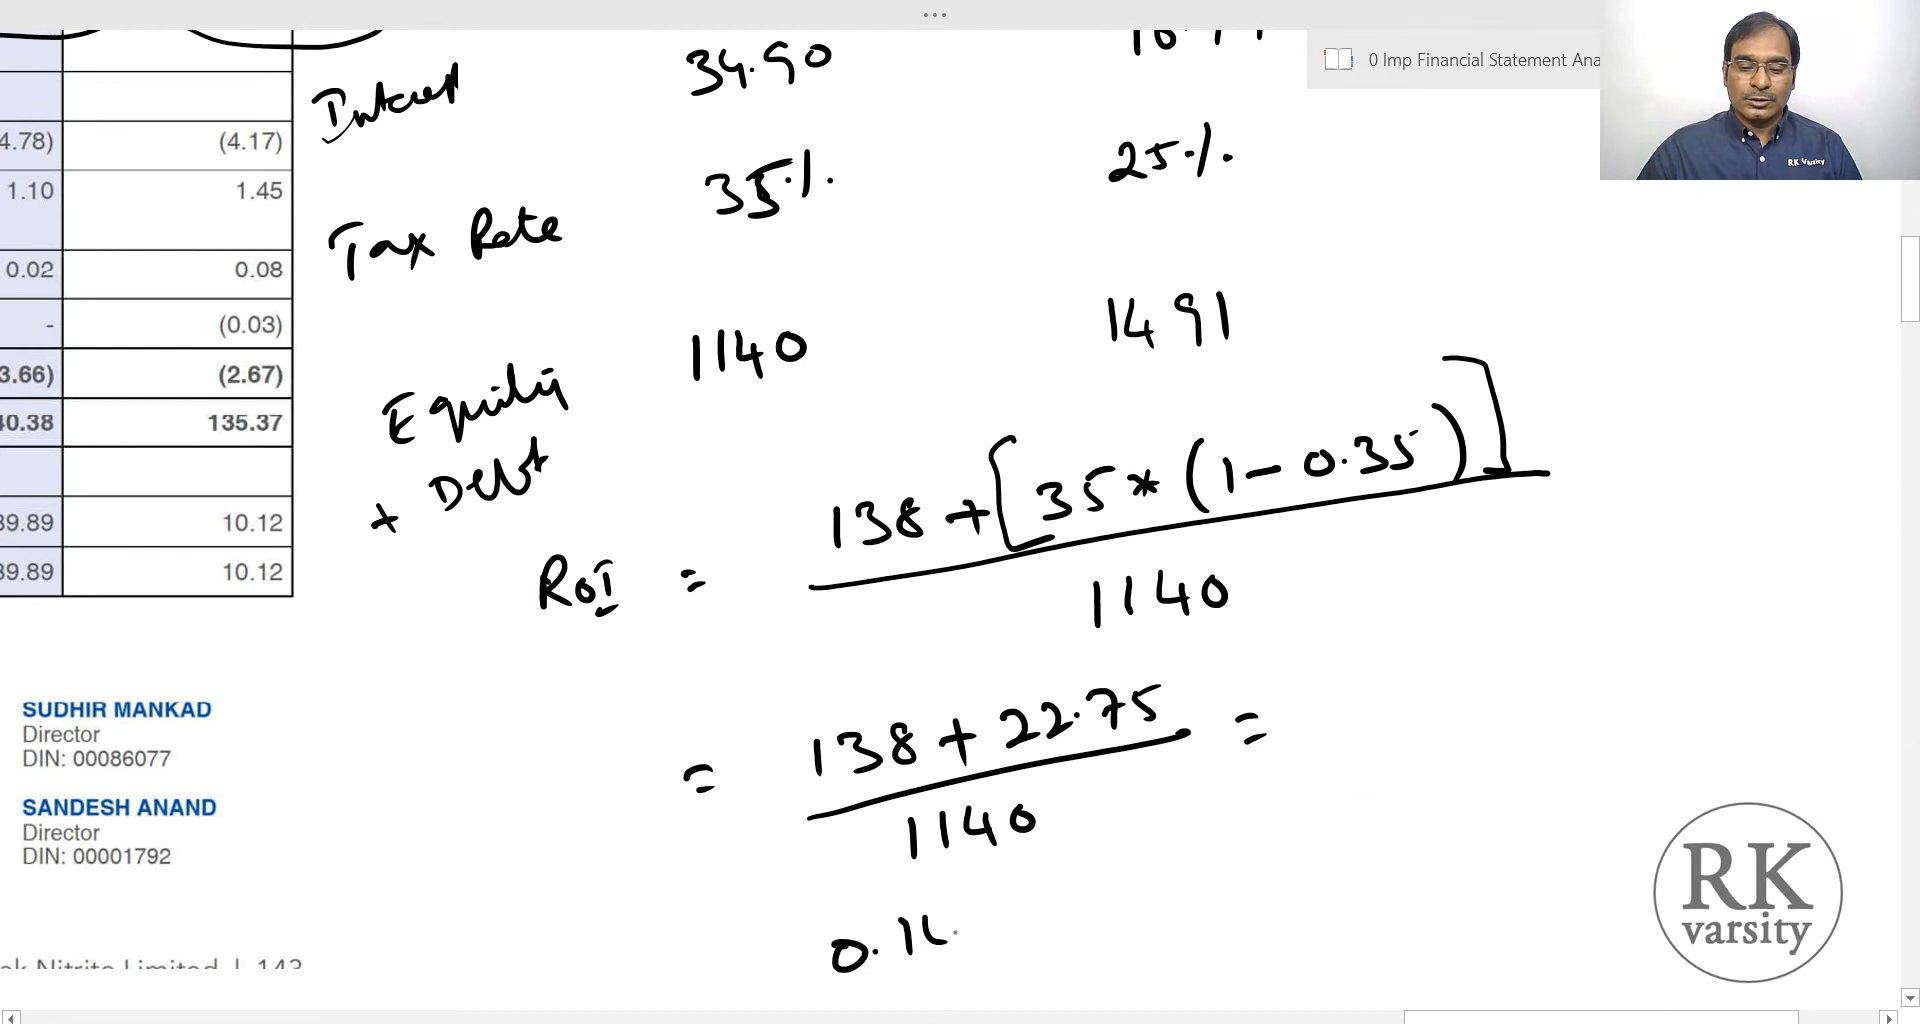 0 Imp Financial Statement Ana
Interest 34.90
4.78) (4.17)
1.10 1.45
Tax Rate 35% 25%
0.02 0.08
- (0.03)
3.66) (2.67)
40.38 135.37
Equity 1140 1491
+ Debt
39.89 10.12
39.89 10.12
ROI = 138 + [35 * (1 - 0.35)]
1140
= 138 + 22.75 =
1140
0.1
SUDHIR MANKAD
Director
DIN: 00086077
SANDESH ANAND
Director
DIN: 00001792
RK Varsity
RK
varsity